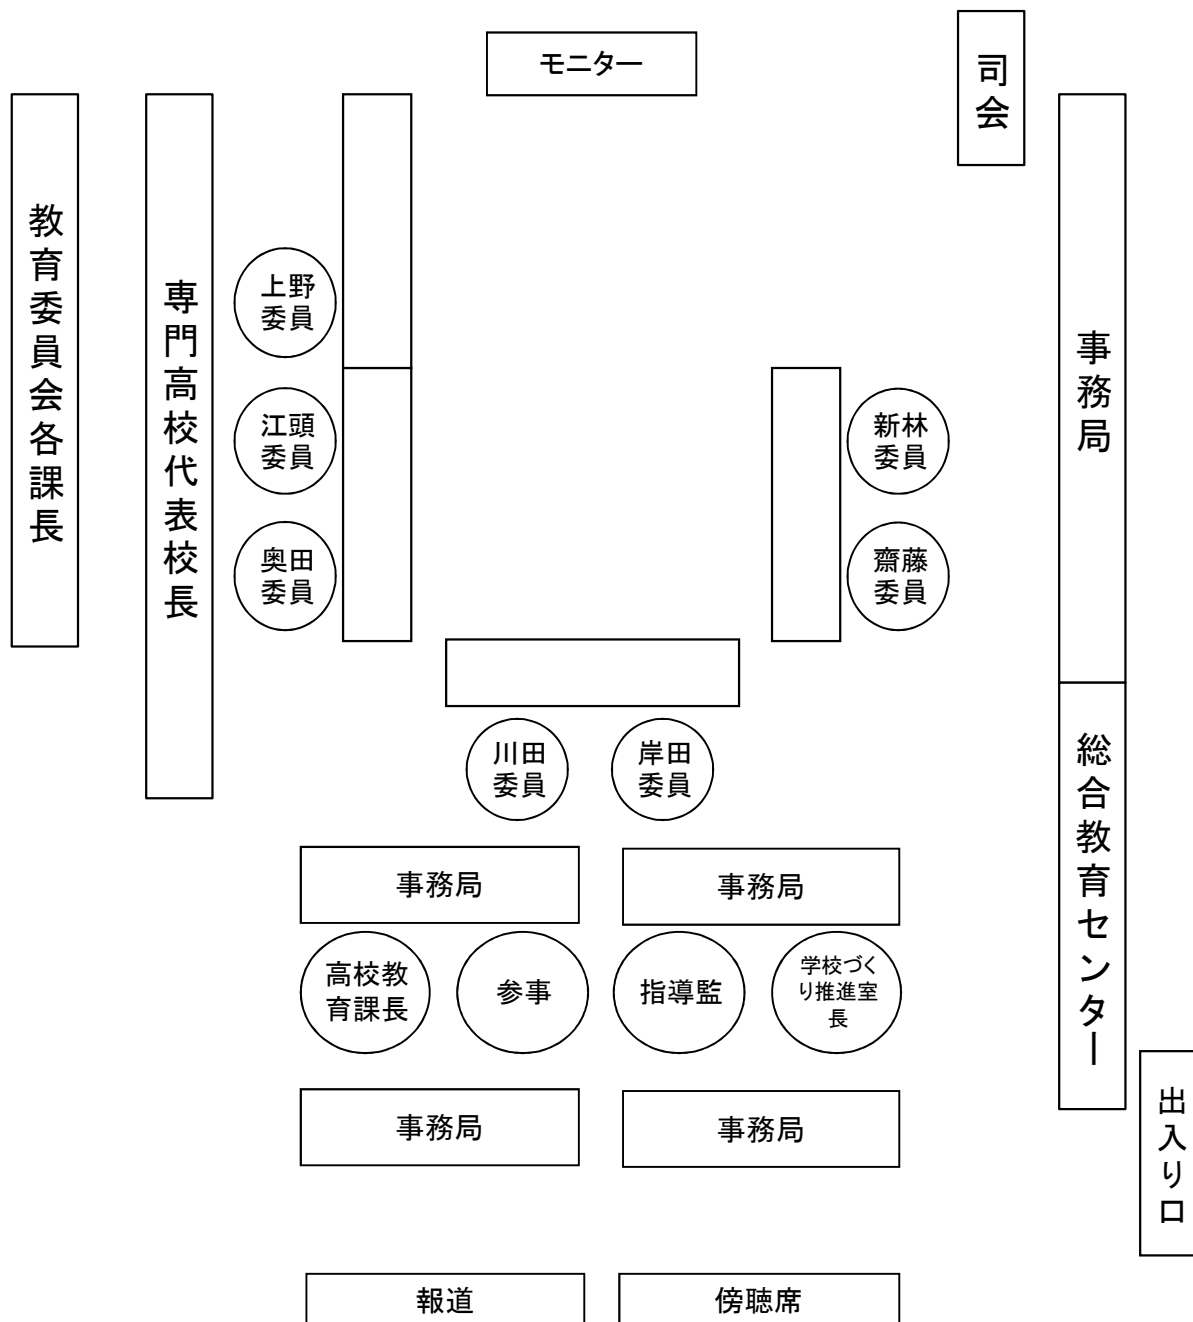 モニター
司会
教育委員会各課長
専門高校代表校長
事務局
上野
委員
江頭
委員
新林
委員
奥田
委員
齋藤
委員
川田
委員
岸田
委員
総合教育センター
事務局
事務局
高校教
育課長
参事
指導監
学校づく
り推進室
長
事務局
事務局
出入り口
報道
傍聴席